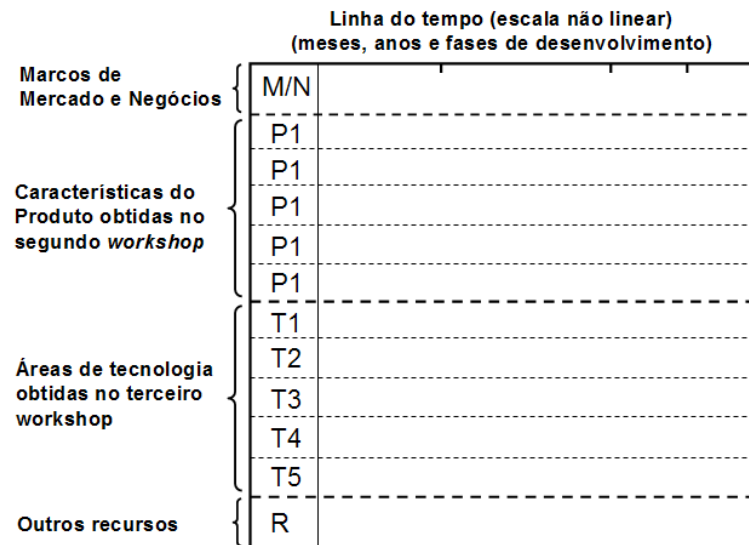 Linha do tempo (escala não linear)
(meses, anos e fases de desenvolvimento)
Marcos de
Mercado e Negócios
M/N
Características do
Produto obtidas no
segundo workshop
P1
P1
P1
P1
P1
Áreas de tecnologia
obtidas no terceiro
workshop
T1
T2
T3
T4
T5
Outros recursos
R